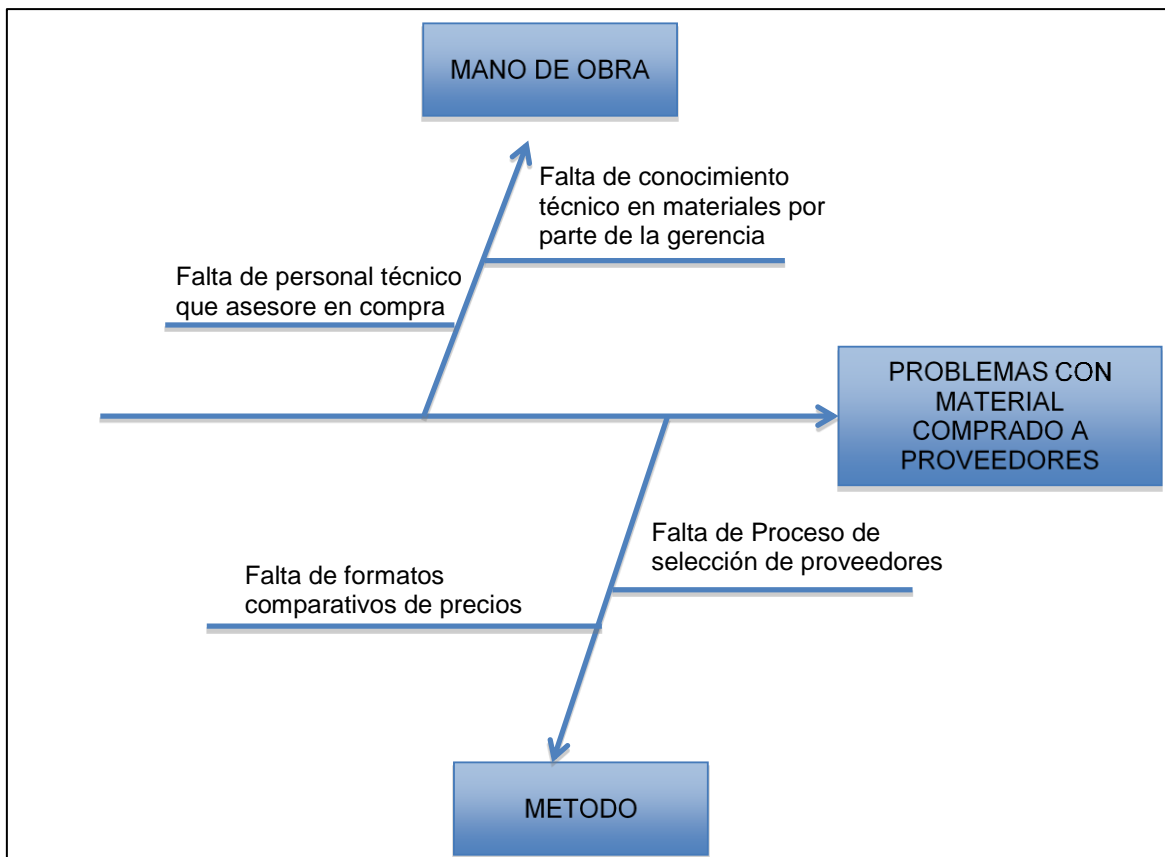 MANO DE OBRA
Falta de conocimiento
técnico en materiales por
parte de la gerencia
Falta de personal técnico
que asesore en compra
PROBLEMAS CON
MATERIAL
COMPRADO A
PROVEEDORES
Falta de Proceso de
selección de proveedores
Falta de formatos
comparativos de precios
METODO